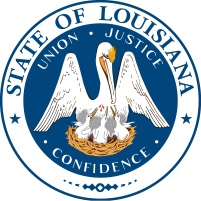 STATE OF LOUISIANA
UNION · JUSTICE
· CONFIDENCE ·